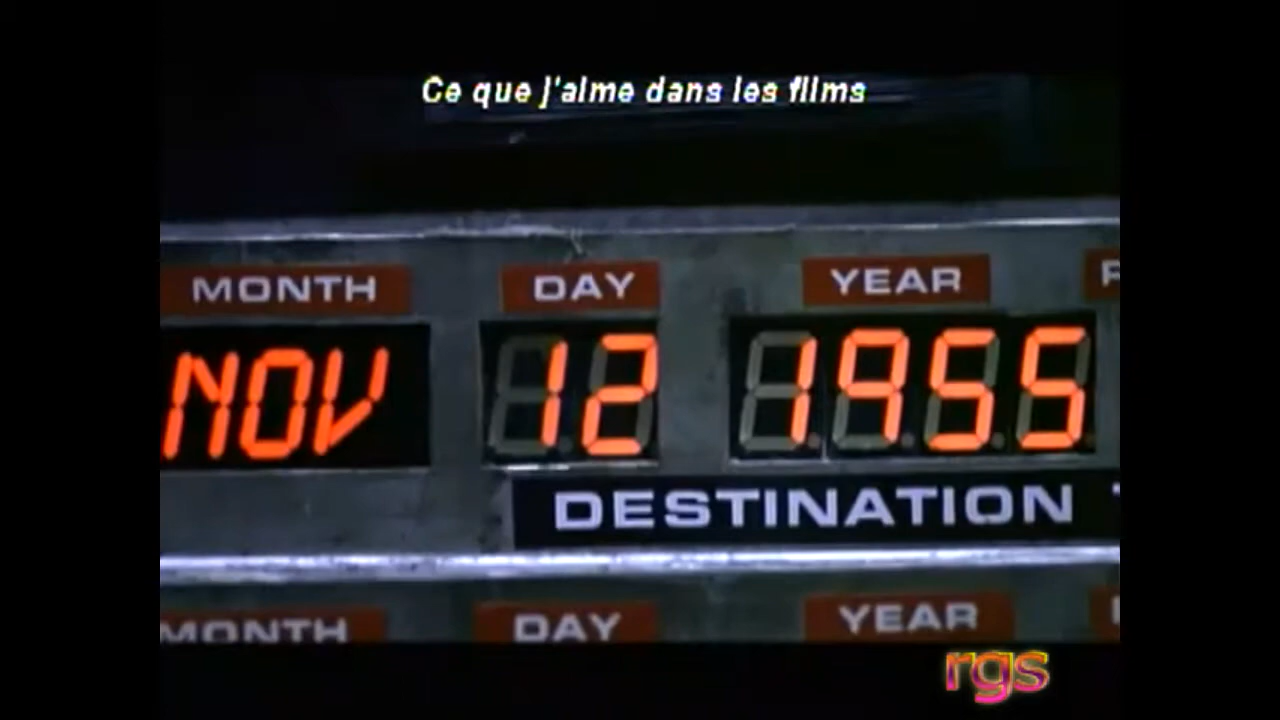 Ce que j'aime dans les films
MONTH DAY YEAR
NOV 12 1955
DESTINATION
MONTH DAY YEAR
rgs